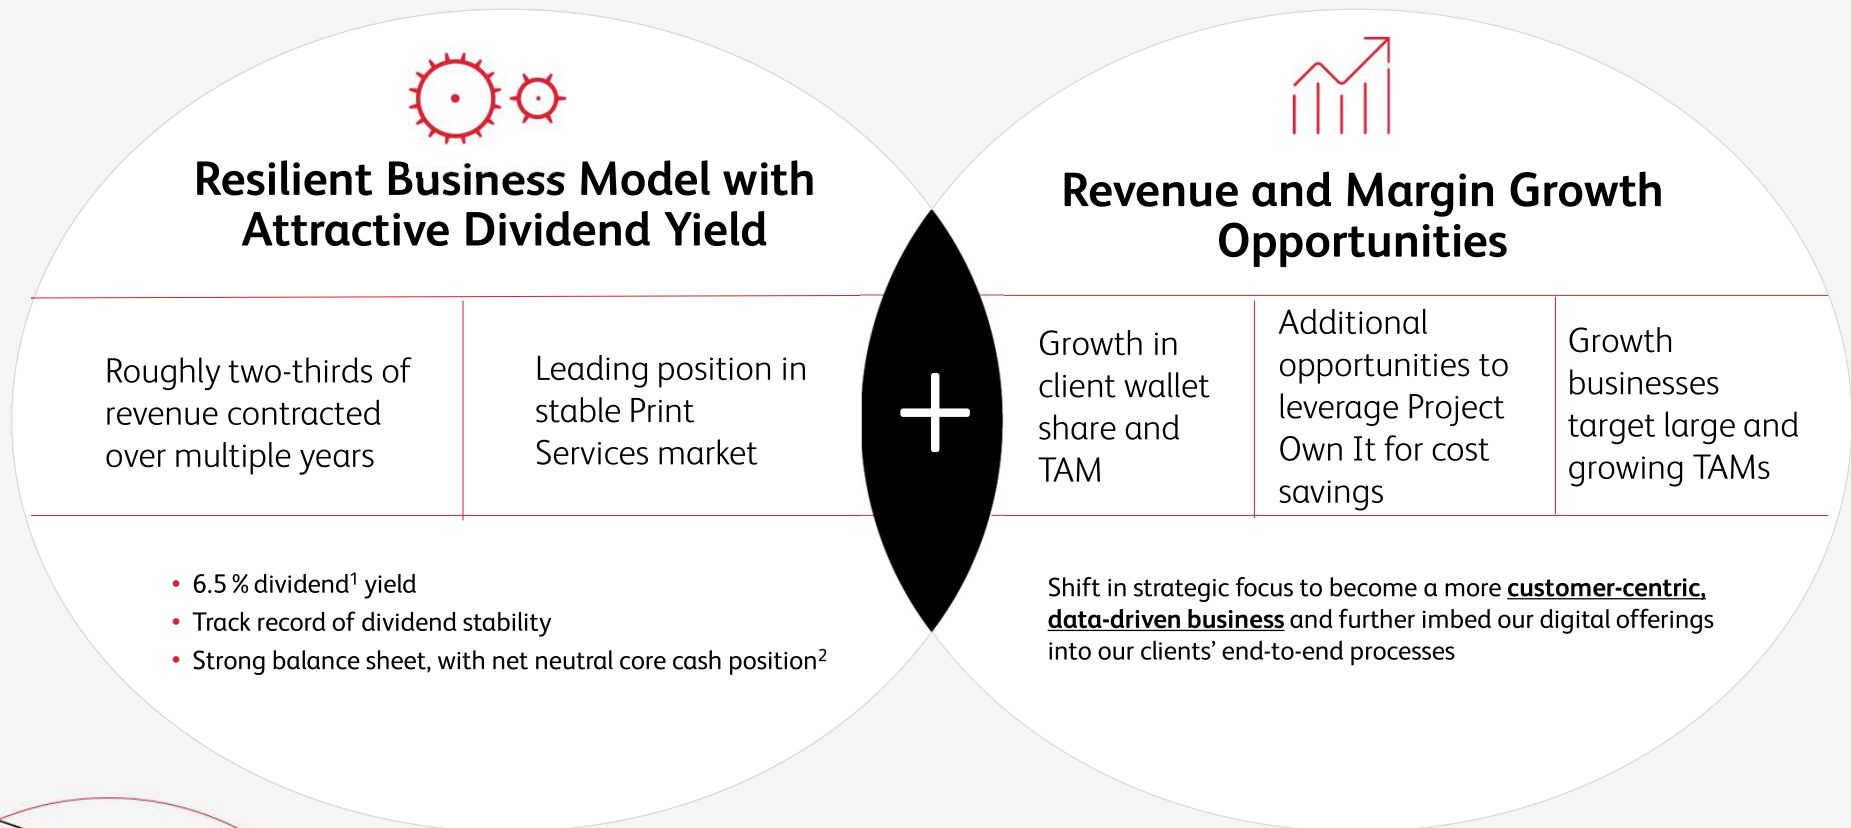 Resilient Business Model with
Attractive Dividend Yield
Roughly two-thirds of
revenue contracted
over multiple years
Leading position in
stable Print
Services market
• 6.5 % dividend¹ yield
• Track record of dividend stability
• Strong balance sheet, with net neutral core cash position²
+
Revenue and Margin Growth
Opportunities
Growth in
client wallet
share and
TAM
Additional
opportunities to
leverage Project
Own It for cost
savings
Growth
businesses
target large and
growing TAMs
Shift in strategic focus to become a more customer-centric,
data-driven business and further imbed our digital offerings
into our clients’ end-to-end processes